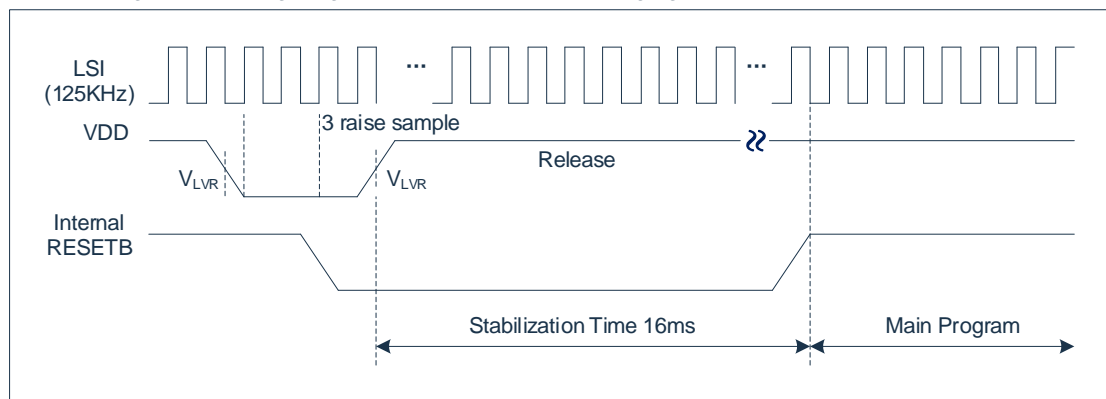 LSI
(125KHz)
... ...
3 raise sample
VDD
Release
VLVR VLVR
Internal
RESETB
Stabilization Time 16ms Main Program